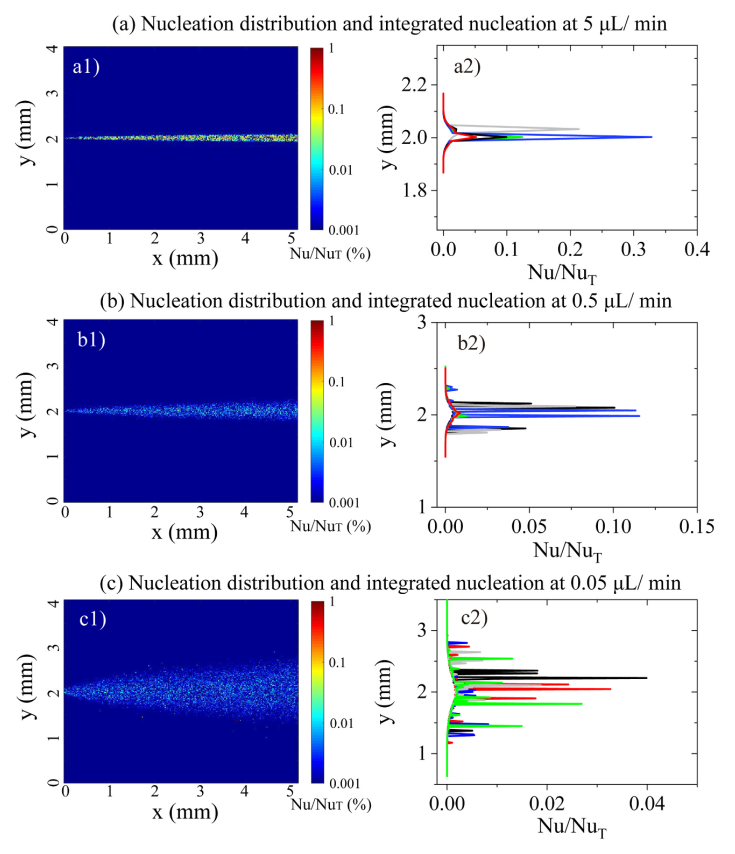 (a) Nucleation distribution and integrated nucleation at 5 μL/ min
a1)
y (mm)
4
3
2
1
0
0 1 2 3 4 5
x (mm)
1
0.1
0.01
0.001
Nu/NuT (%)
a2)
y (mm)
2.2
2.0
1.8
0.0 0.1 0.2 0.3 0.4
Nu/NuT
(b) Nucleation distribution and integrated nucleation at 0.5 μL/ min
b1)
y (mm)
4
3
2
1
0
0 1 2 3 4 5
x (mm)
1
0.1
0.01
0.001
Nu/NuT (%)
b2)
y (mm)
3
2
1
0.00 0.05 0.10 0.15
Nu/NuT
(c) Nucleation distribution and integrated nucleation at 0.05 μL/ min
c1)
y (mm)
4
3
2
1
0
0 1 2 3 4 5
x (mm)
1
0.1
0.01
0.001
Nu/NuT (%)
c2)
y (mm)
3
2
1
0.00 0.02 0.04
Nu/NuT